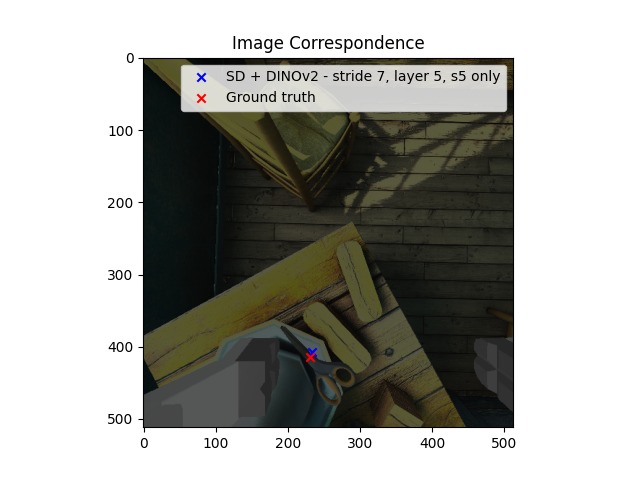 Image Correspondence
SD + DINOv2 - stride 7, layer 5, s5 only
Ground truth
0
100
200
300
400
500
0 100 200 300 400 500